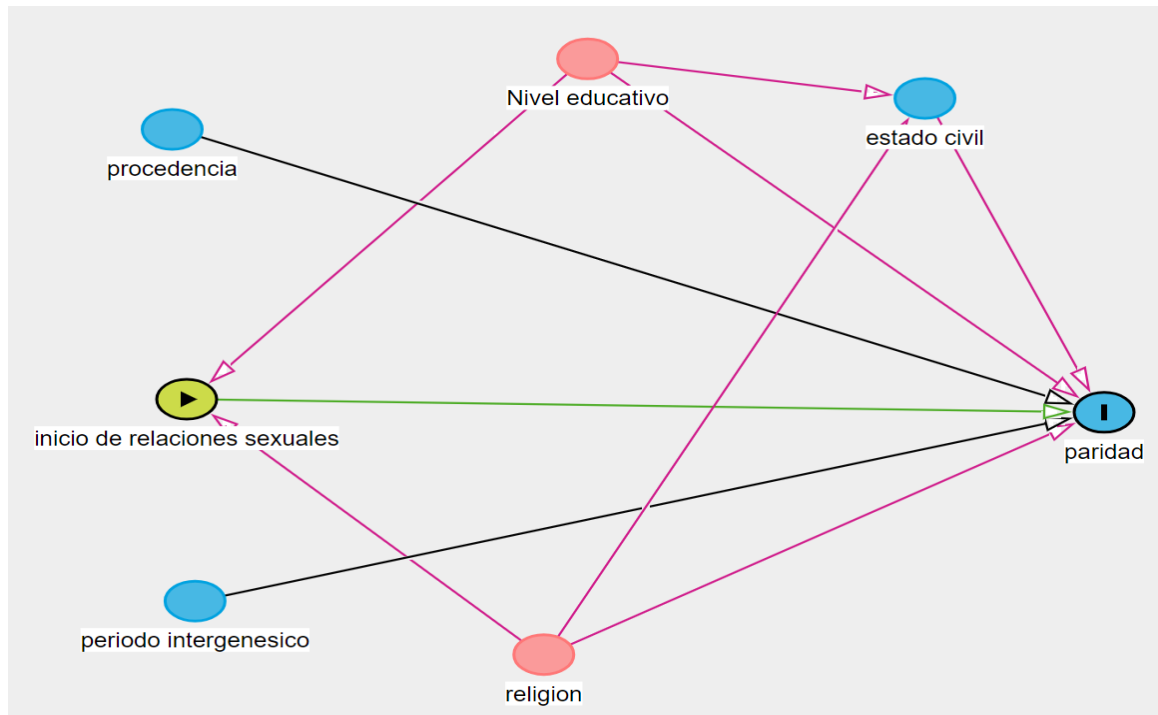 Nivel educativo
estado civil
procedencia
inicio de relaciones sexuales
paridad
periodo intergenesico
religion